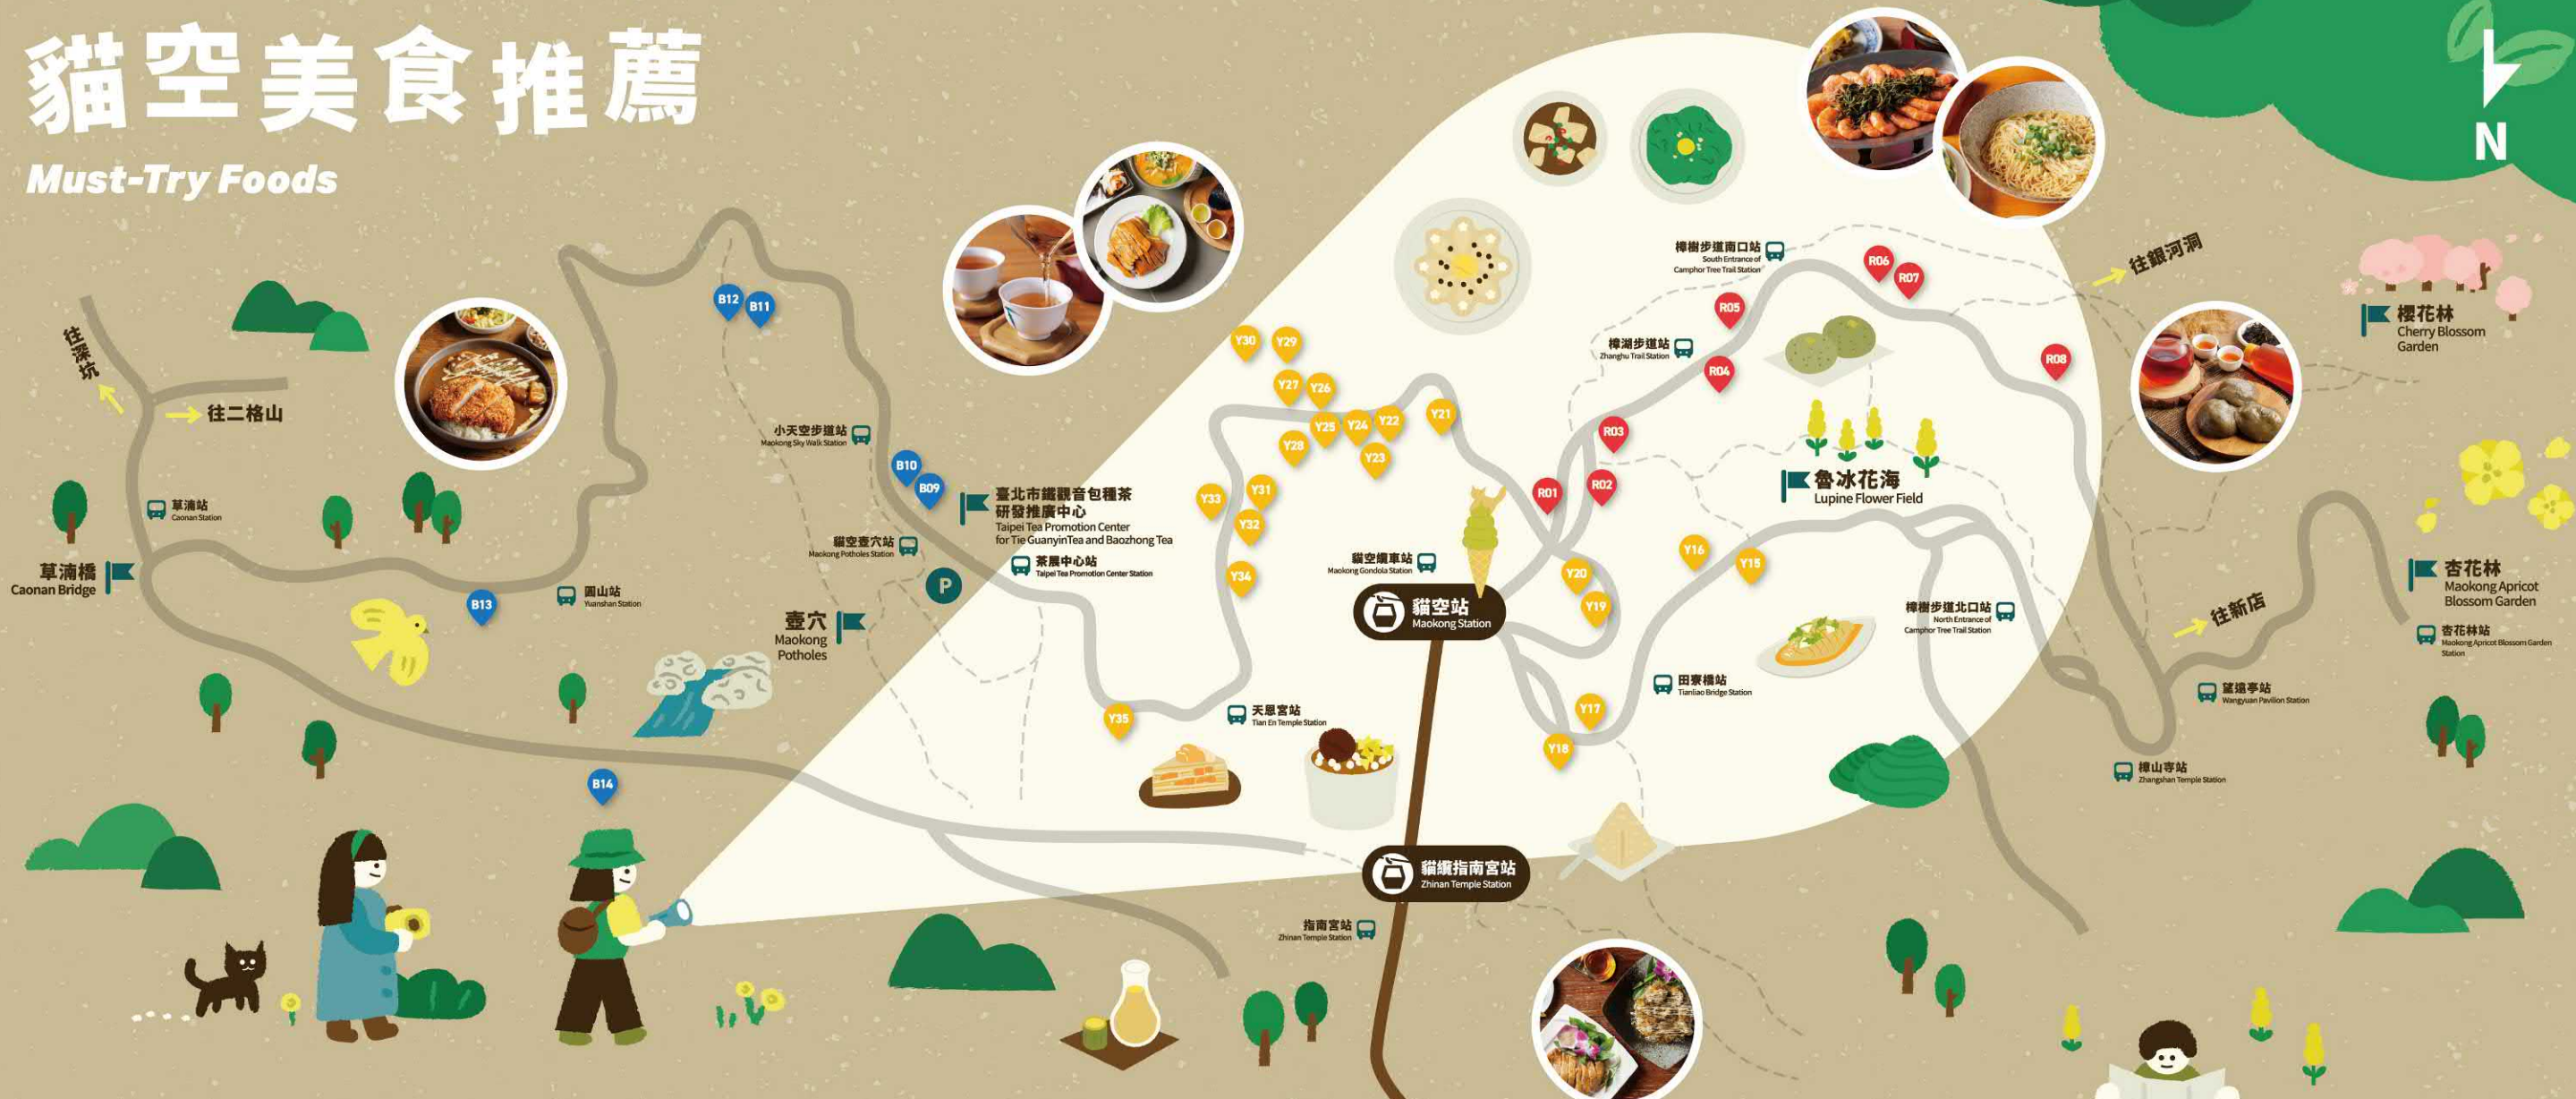 貓空美食推薦
Must-Try Foods
N
往深坑
往二格山
草湳站
Caonan Station
草湳橋
Caonan Bridge
B13
圓山站
Yuanshan Station
B14
B12
B11
小天空步道站
Maokong Sky Walk Station
B10
B09
臺北市鐵觀音包種茶
研發推廣中心
Taipei Tea Promotion Center
for Tie GuanyinTea and Baozhong Tea
茶展中心站
Taipei Tea Promotion Center Station
貓空壺穴站
Maokong Potholes Station
P
壺穴
Maokong
Potholes
Y30
Y29
Y27
Y26
Y25
Y24
Y22
Y21
Y28
Y23
Y33
Y31
Y32
Y34
Y35
天恩宮站
Tian En Temple Station
貓空纜車站
Maokong Gondola Station
貓空站
Maokong Station
貓纜指南宮站
Zhinan Temple Station
指南宮站
Zhinan Temple Station
樟樹步道南口站
South Entrance of
Camphor Tree Trail Station
R06
R07
R05
樟湖步道站
Zhanghu Trail Station
R04
R08
R03
R02
R01
魯冰花海
Lupine Flower Field
Y16
Y15
Y20
Y19
Y17
Y18
田寮橋站
Tianliao Bridge Station
樟樹步道北口站
North Entrance of
Camphor Tree Trail Station
往銀河洞
櫻花林
Cherry Blossom
Garden
杏花林
Maokong Apricot
Blossom Garden
杏花林站
Maokong Apricot Blossom Garden
Station
往新店
望遠亭站
Wangyuan Pavilion Station
樟山寺站
Zhangshan Temple Station